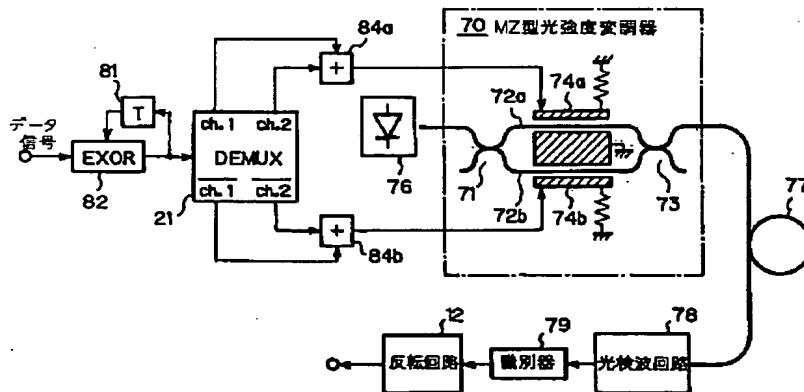 70 MZ型光強度変調器
84a
81
T
データ
信号
EXOR
82
ch.1 ch.2
DEMUX
ch.1 ch.2
21
+
+
84b
76
74a
72a
71
72b
74b
73
77
12
反転回路
79
識別器
78
光検波回路